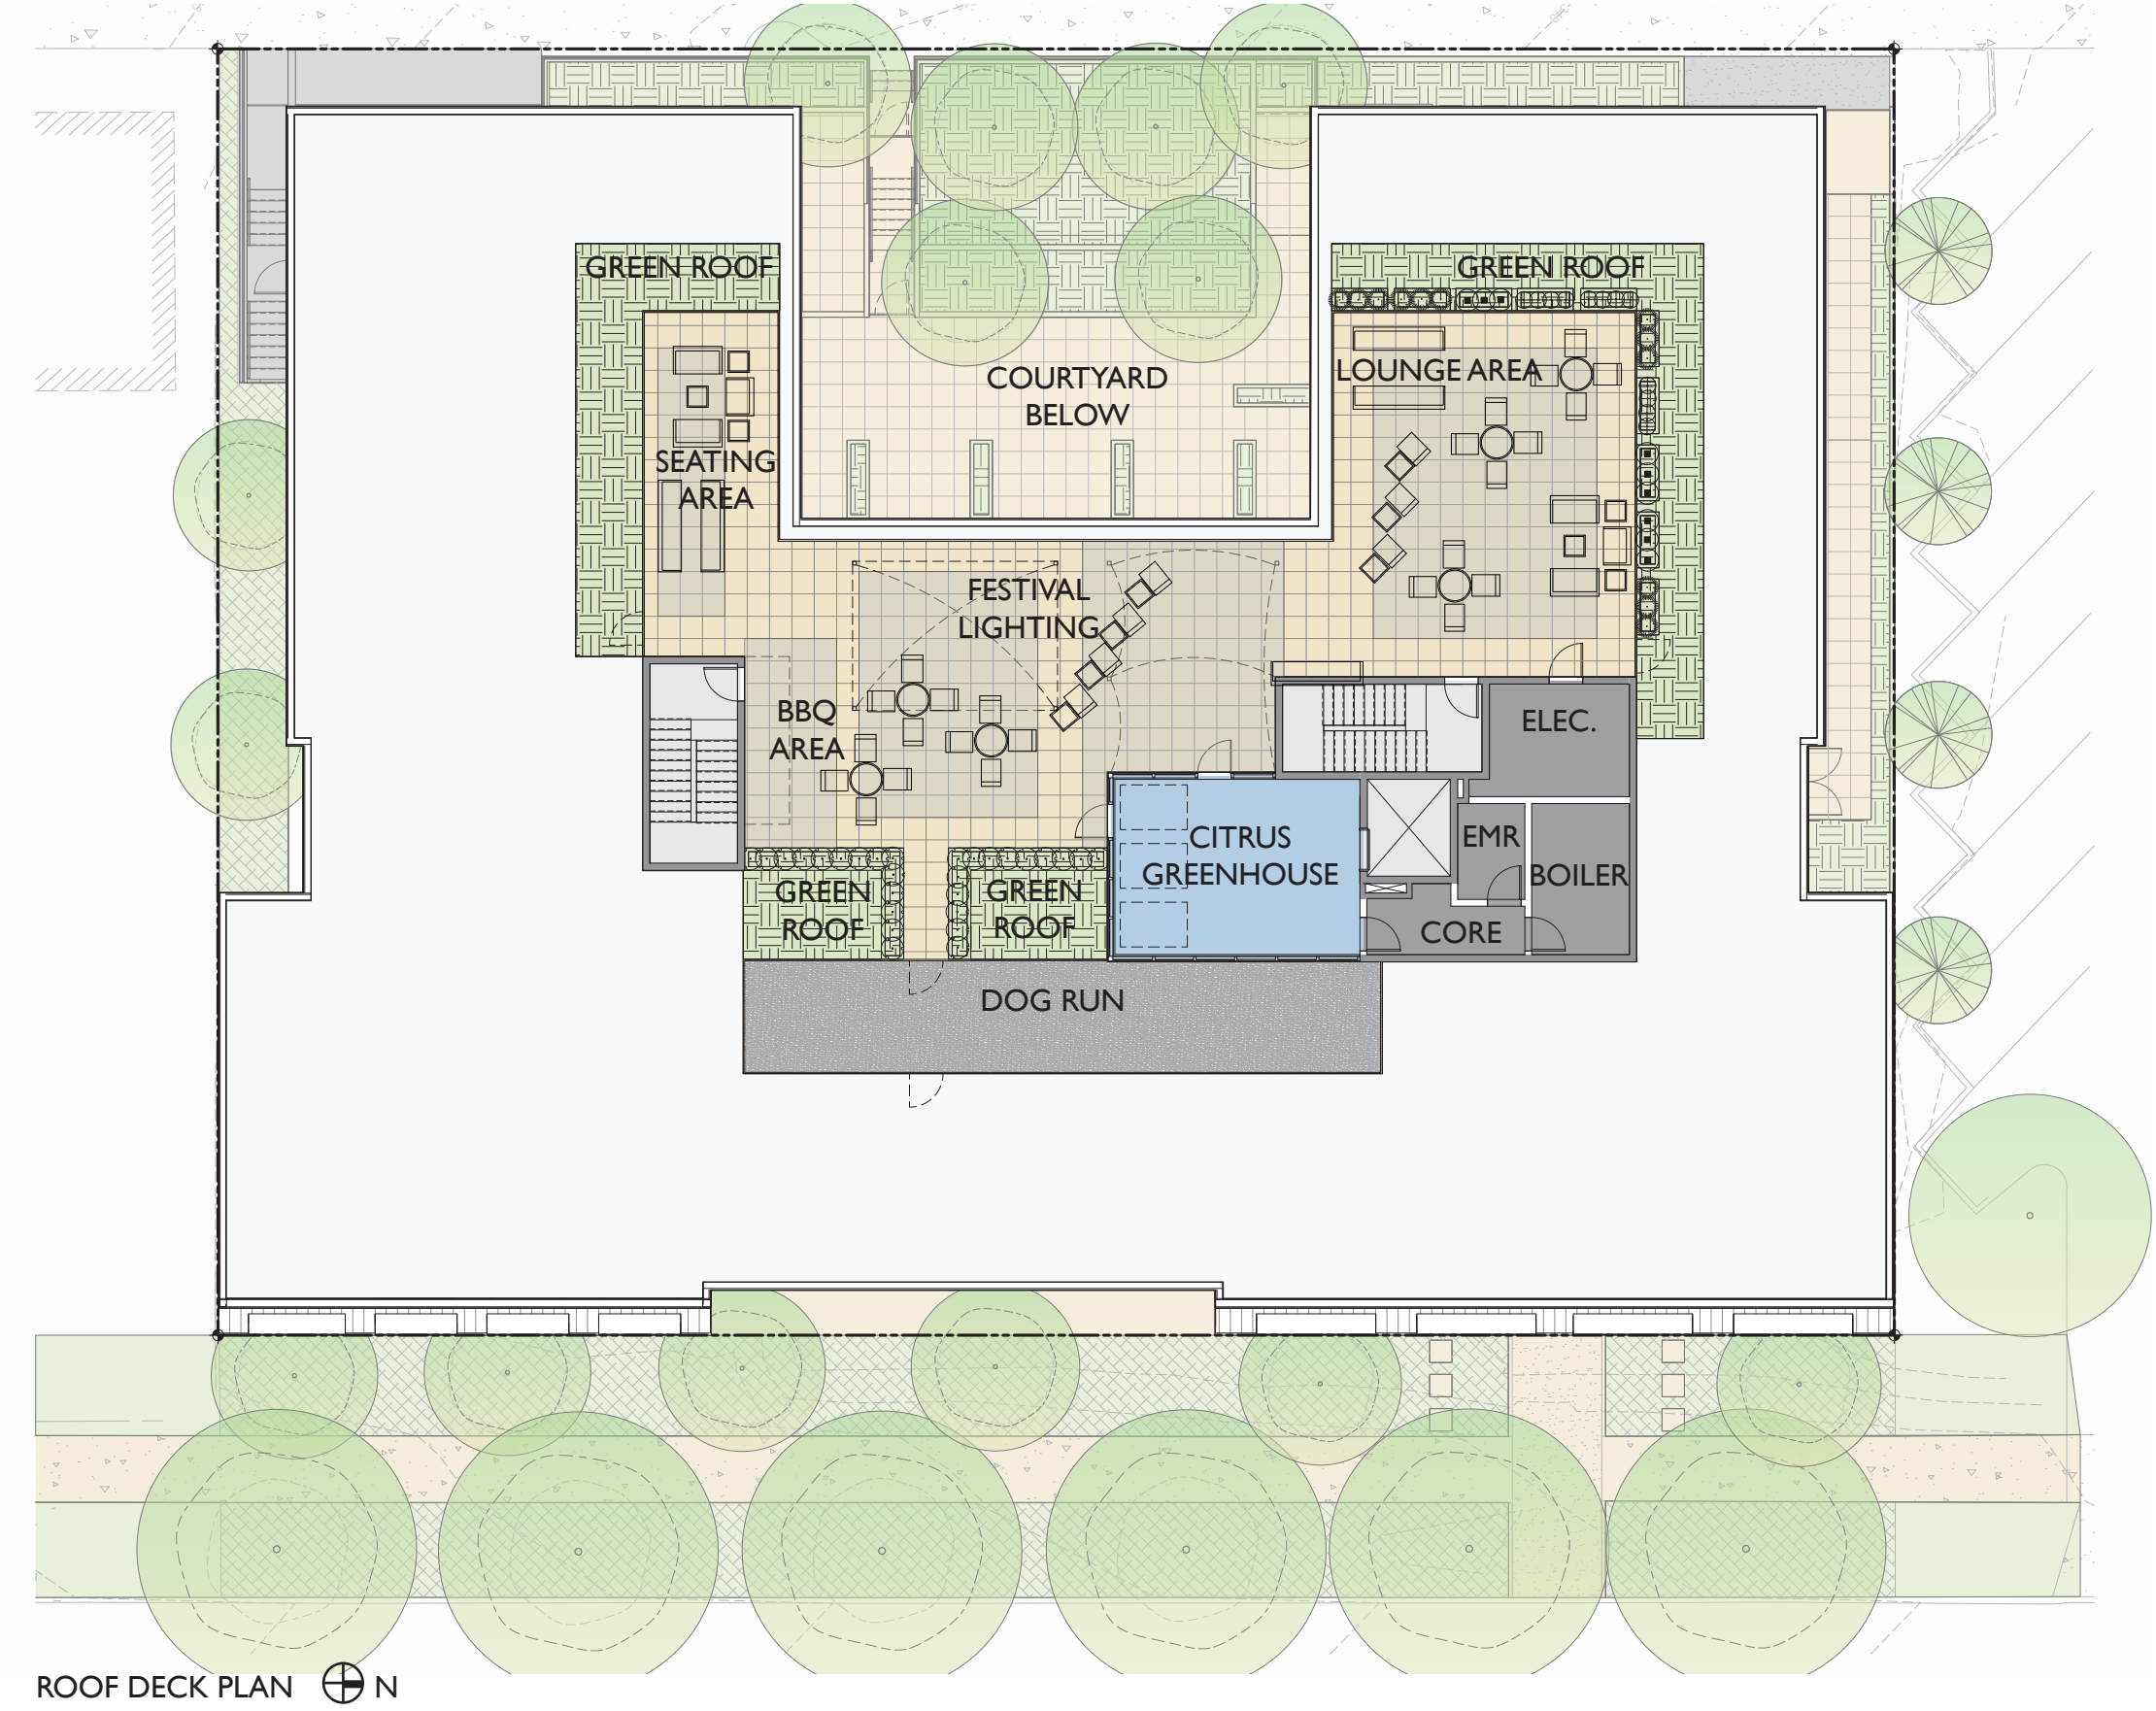 GREEN ROOF
GREEN ROOF
LOUNGE AREA
COURTYARD
BELOW
SEATING
AREA
FESTIVAL
LIGHTING
BBQ
AREA
ELEC.
CITRUS
GREENHOUSE
EMR
BOILER
GREEN
ROOF
GREEN
ROOF
CORE
DOG RUN
ROOF DECK PLAN N